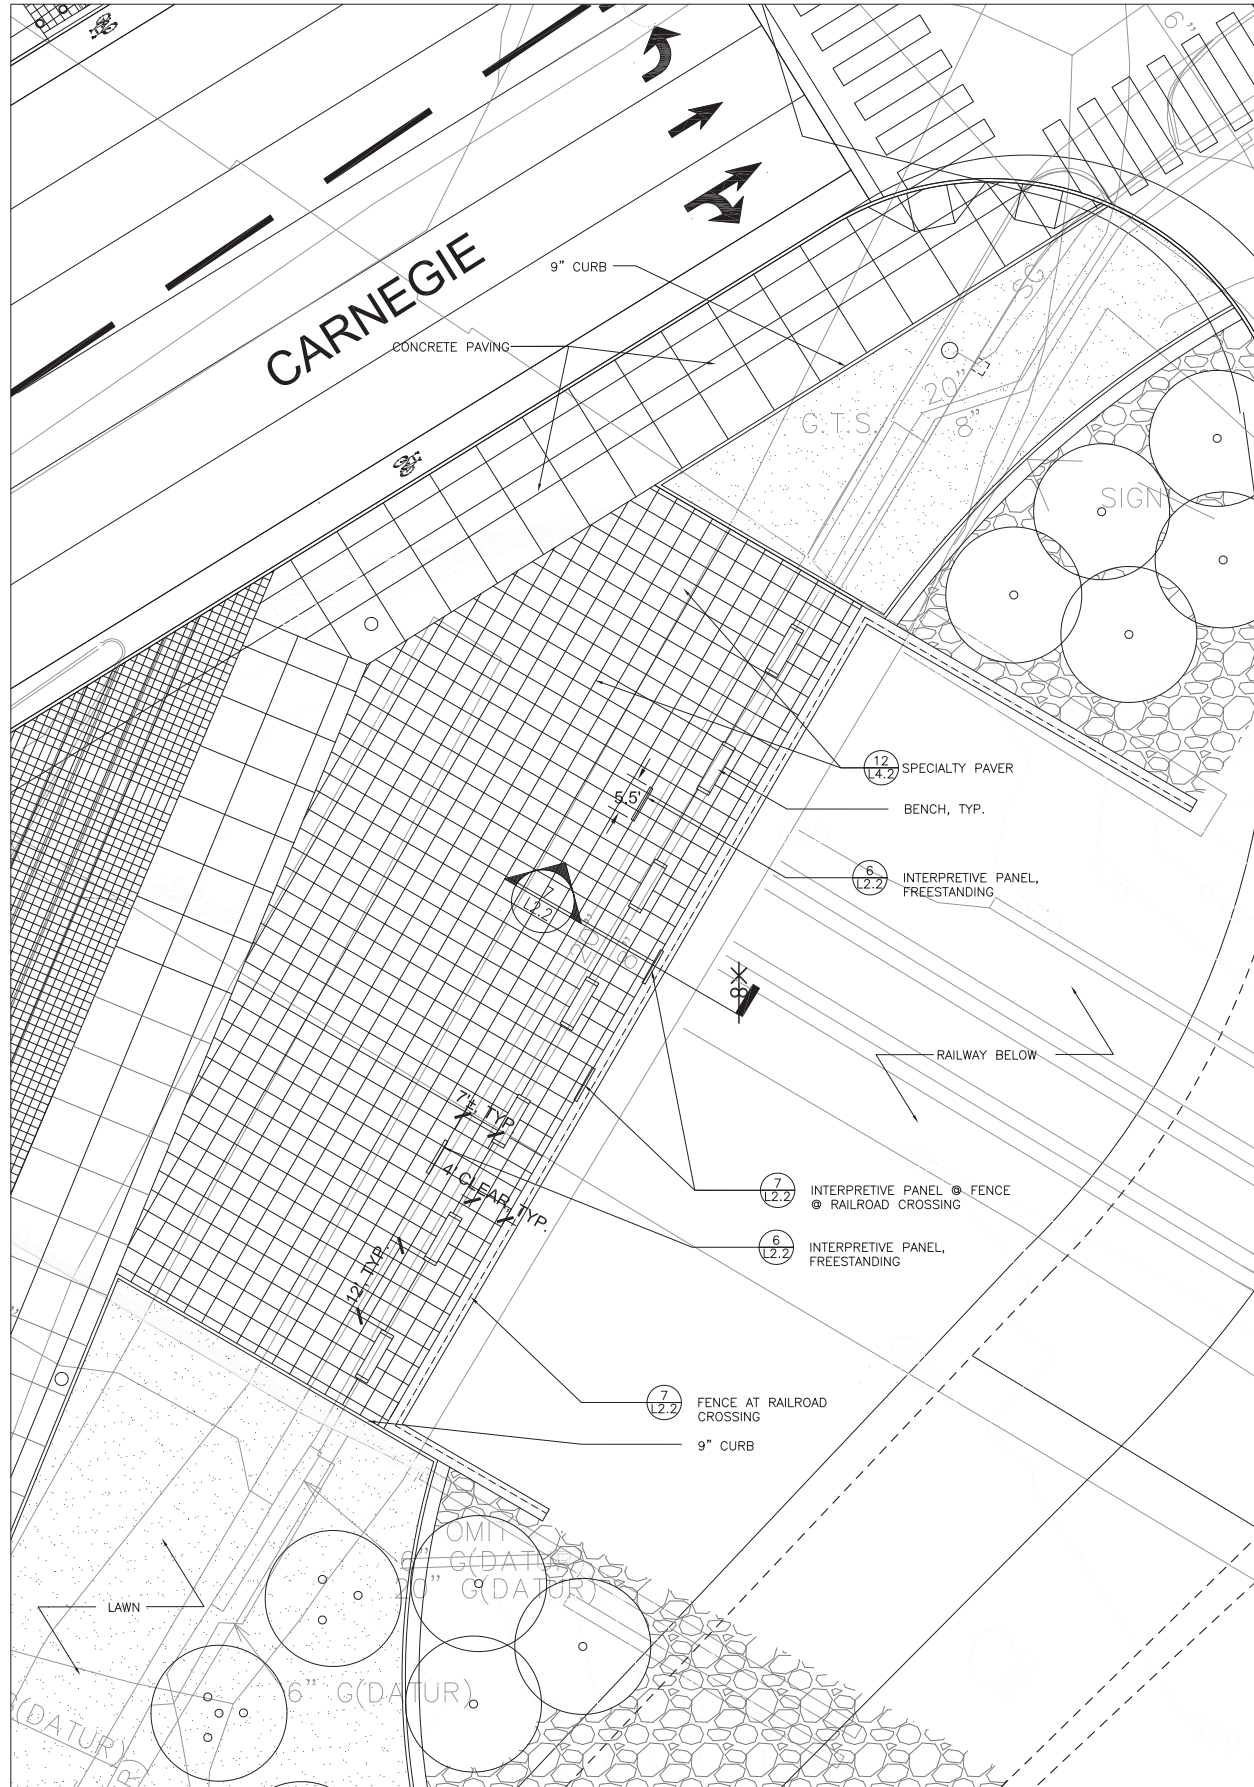 6"
CARNEGIE
9" CURB
CONCRETE PAVING
SC
20"
8"
G.T.S.
SIGN
12
L4.2
SPECIALTY PAVER
5.5'
BENCH, TYP.
6
L2.2
INTERPRETIVE PANEL,
FREESTANDING
7
L2.2
8
RAILWAY BELOW
7'±, TYP.
4' CLEAR, TYP.
7
L2.2
INTERPRETIVE PANEL @ FENCE
@ RAILROAD CROSSING
6
L2.2
INTERPRETIVE PANEL,
FREESTANDING
12', TYP.
7
L2.2
FENCE AT RAILROAD
CROSSING
9" CURB
OMIT
6" G(DATUR)
20" G(DATUR)
LAWN
6" G(DATUR)
(DATUR)